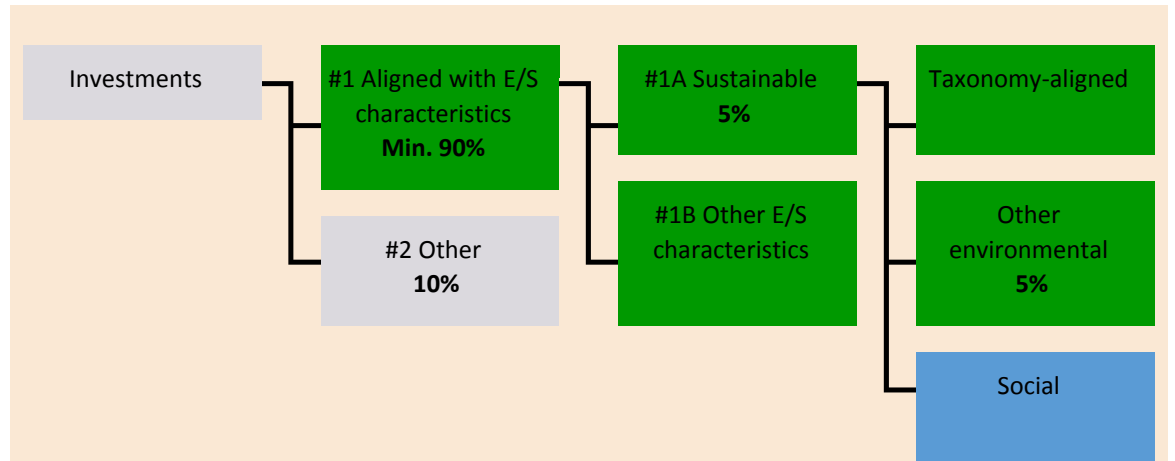 Investments
#1 Aligned with E/S
characteristics
Min. 90%
#2 Other
10%
#1A Sustainable
5%
#1B Other E/S
characteristics
Taxonomy-aligned
Other
environmental
5%
Social